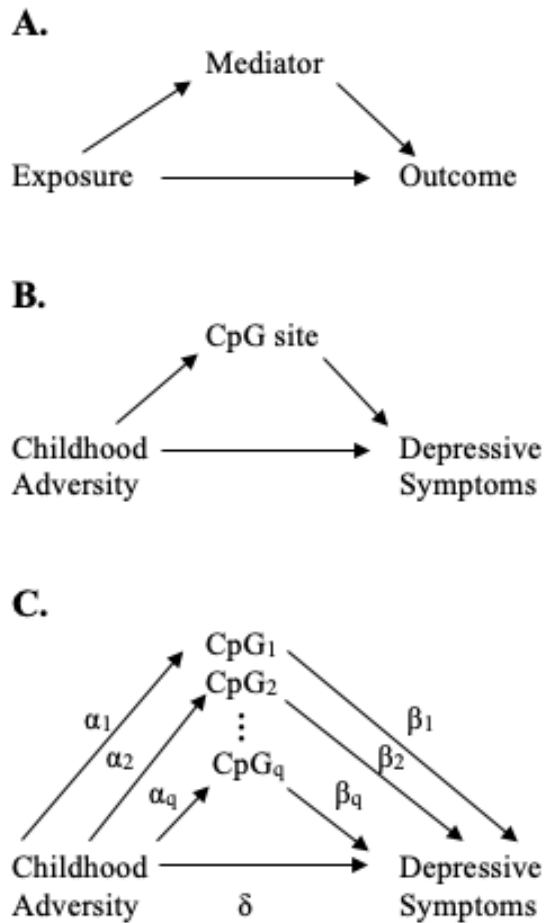 A.
Mediator
Exposure
Outcome
B.
CpG site
Childhood
Adversity
Depressive
Symptoms
C.
CpG₁
CpG₂
⋮
CpGq
α₁
α₂
αq
β₁
β₂
βq
Childhood
Adversity
δ
Depressive
Symptoms